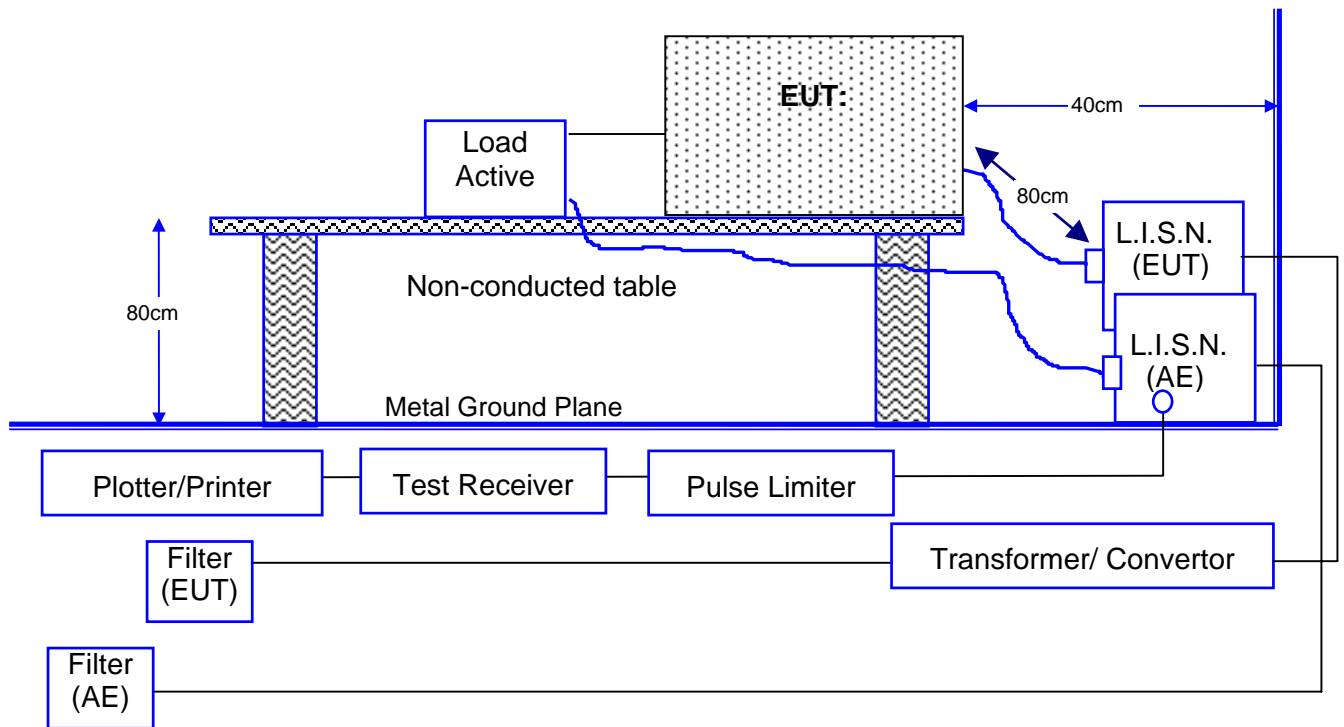 EUT:
40cm
Load
Active
80cm
L.I.S.N.
(EUT)
Non-conducted table
80cm
L.I.S.N.
(AE)
Metal Ground Plane
Plotter/Printer
Test Receiver
Pulse Limiter
Filter
(EUT)
Transformer/ Convertor
Filter
(AE)